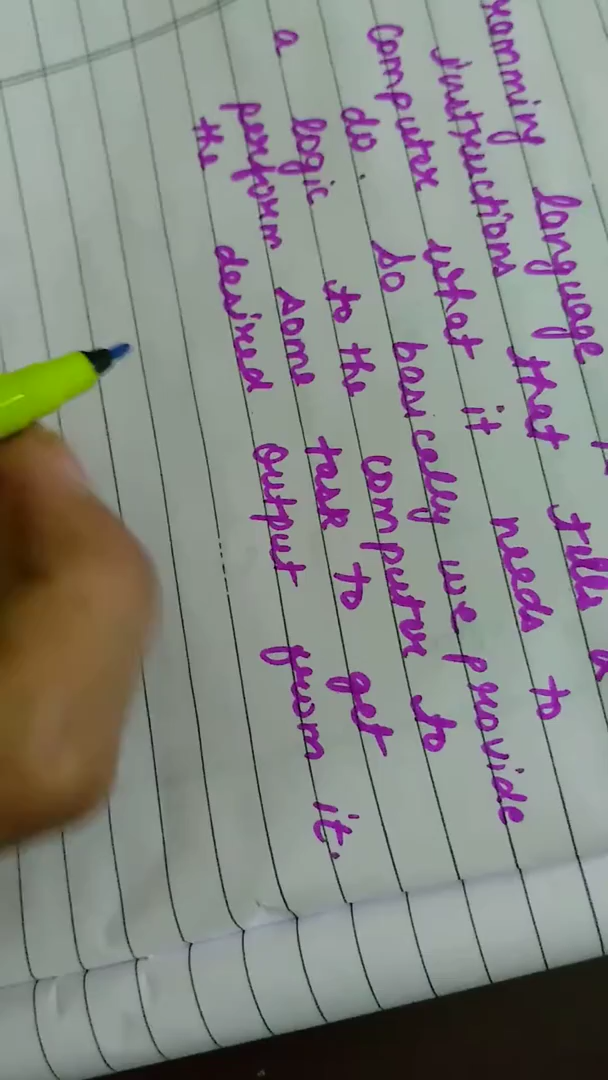 ramming language
instructions that tells a
computer what it needs to
do so basically we provide
a logic to the computer to
perform some task to get
the desired output from it.